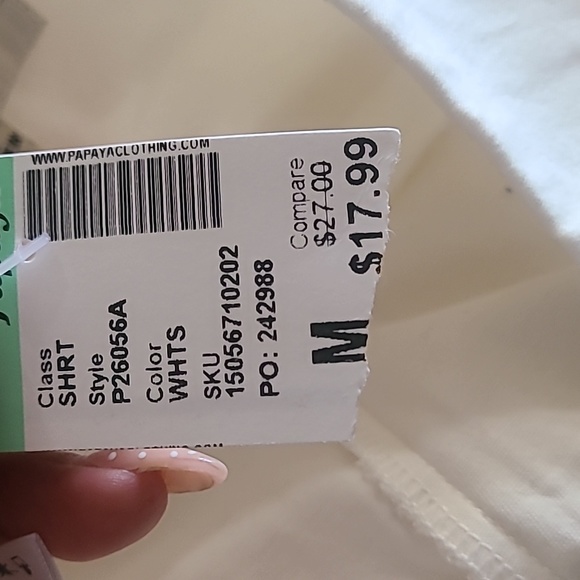 WWW.PAPAYACLOTHING.COM
Class
SHRT
Style
P26056A
Color
WHTS
SKU
15056710202
PO: 242988
Compare
$27.00
$17.99
M